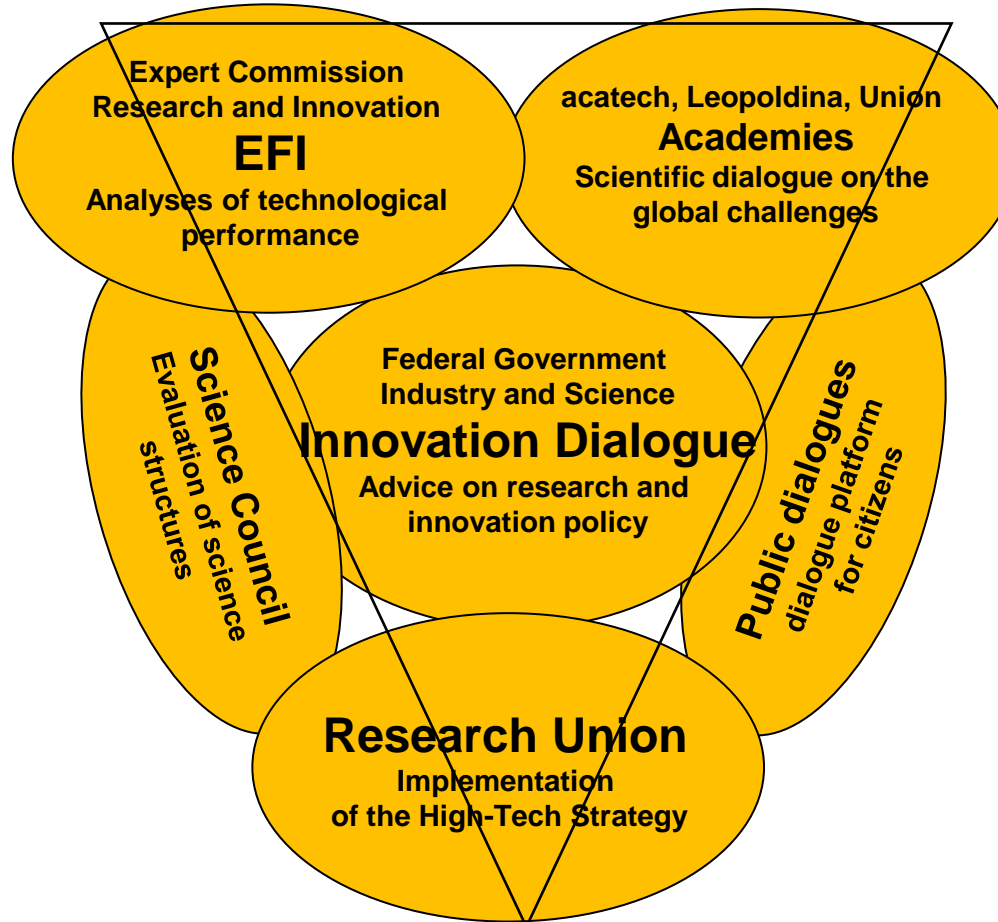 Expert Commission
Research and Innovation
EFI
Analyses of technological
performance
acatech, Leopoldina, Union
Academies
Scientific dialogue on the
global challenges
Science Council
Evaluation of science
structures
Federal Government
Industry and Science
Innovation Dialogue
Advice on research and
innovation policy
Public dialogues
dialogue platform
for citizens
Research Union
Implementation
of the High-Tech Strategy